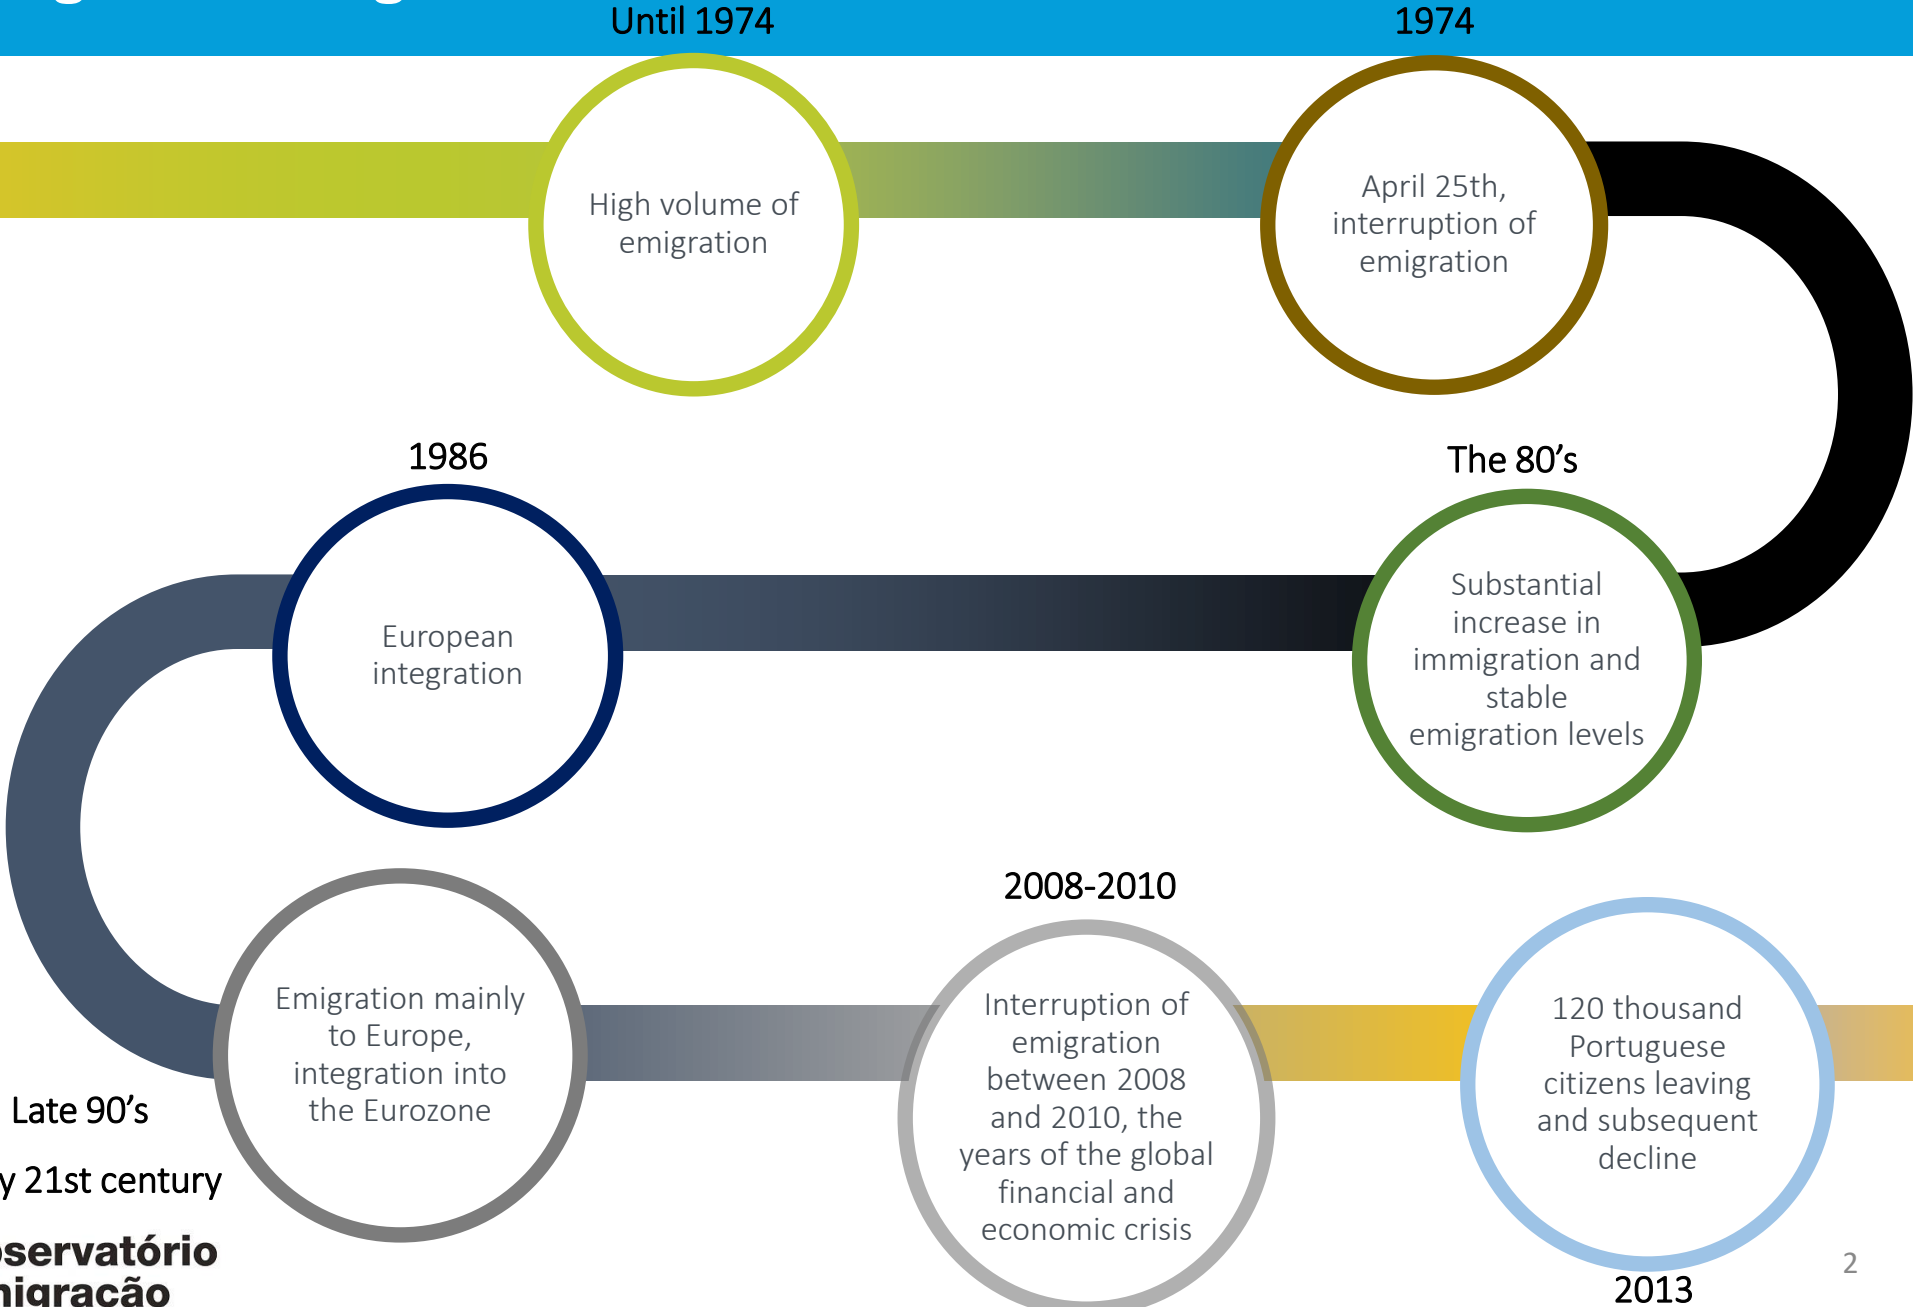 Until 1974
1974
High volume of
emigration
April 25th,
interruption of
emigration
1986
The 80’s
European
integration
Substantial
increase in
immigration and
stable
emigration levels
Late 90’s
21st century
Emigration mainly
to Europe,
integration into
the Eurozone
2008-2010
Interruption of
emigration
between 2008
and 2010, the
years of the global
financial and
economic crisis
120 thousand
Portuguese
citizens leaving
and subsequent
decline
2013
2